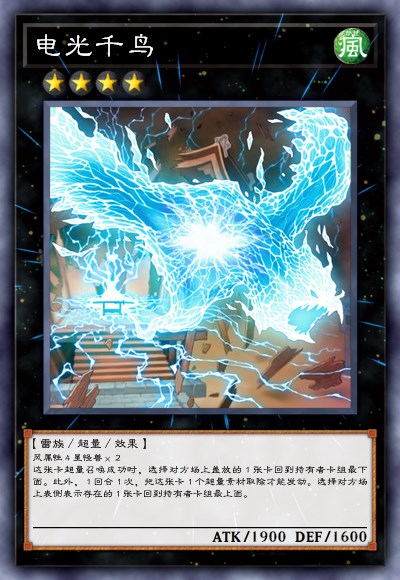 电光千鸟
風
【雷族／超量／效果】
风属性４星怪兽×２
这张卡超量召唤成功时，选择对方场上盖放的１张卡回到持有者卡组最下
面。此外，１回合１次，把这张卡１个超量素材取除才能发动。选择对方场
上表侧表示存在的１张卡回到持有者卡组最上面。
ATK/1900 DEF/1600